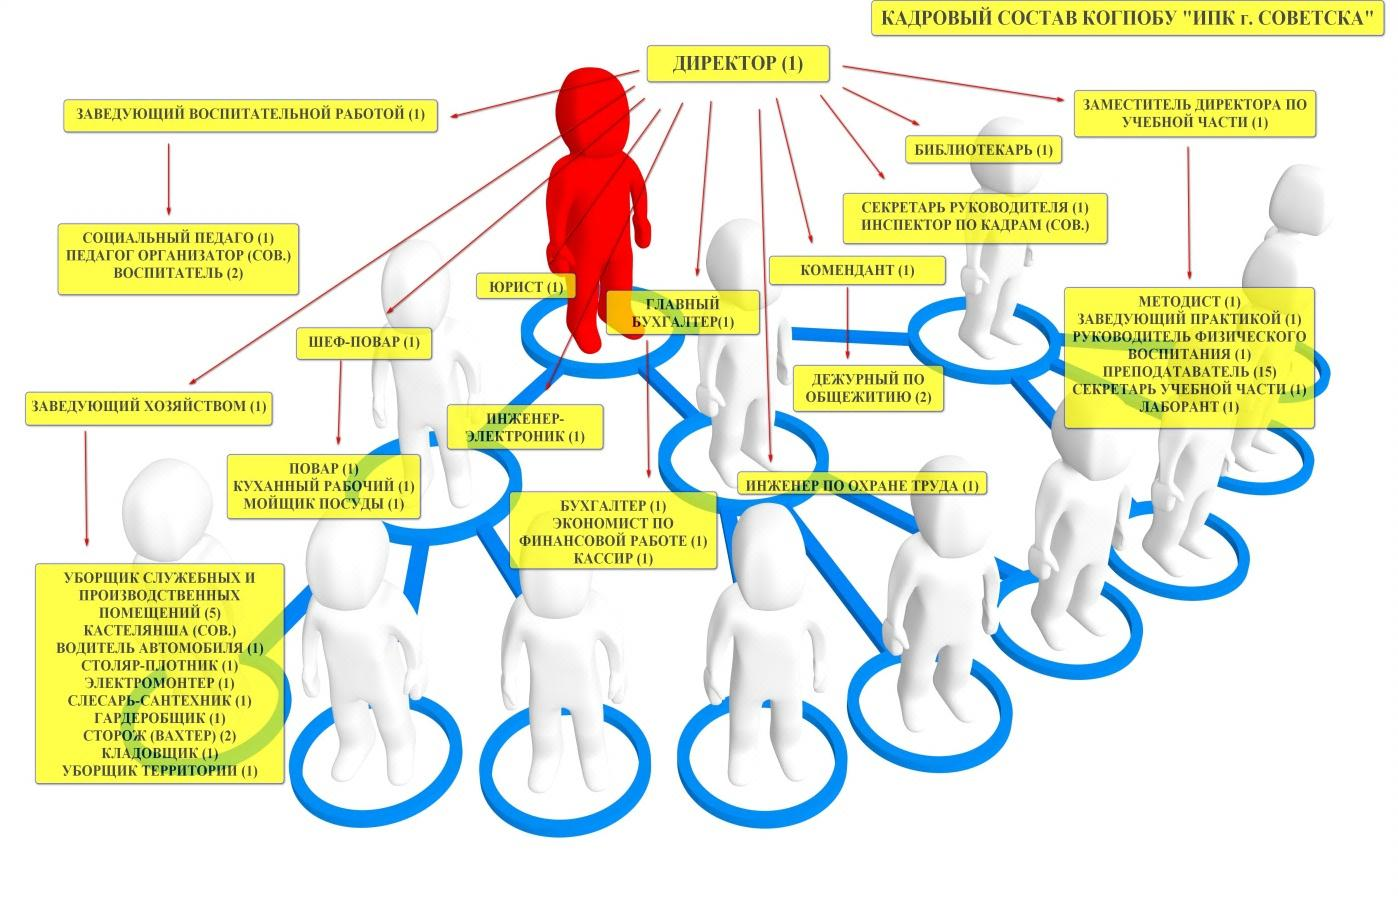 КАДРОВЫЙ СОСТАВ КОГПОБУ "ИПК г. СОВЕТСКА"
ДИРЕКТОР (1)
ЗАВЕДУЮЩИЙ ВОСПИТАТЕЛЬНОЙ РАБОТОЙ (1)
ЗАМЕСТИТЕЛЬ ДИРЕКТОРА ПО
УЧЕБНОЙ ЧАСТИ (1)
БИБЛИОТЕКАРЬ (1)
СЕКРЕТАРЬ РУКОВОДИТЕЛЯ (1)
ИНСПЕКТОР ПО КАДРАМ (СОВ.)
СОЦИАЛЬНЫЙ ПЕДАГО (1)
ПЕДАГОГ ОРГАНИЗАТОР (СОВ.)
ВОСПИТАТЕЛЬ (2)
КОМЕНДАНТ (1)
ЮРИСТ (1)
ГЛАВНЫЙ
БУХГАЛТЕР(1)
МЕТОДИСТ (1)
ЗАВЕДУЮЩИЙ ПРАКТИКОЙ (1)
РУКОВОДИТЕЛЬ ФИЗИЧЕСКОГО
ВОСПИТАНИЯ (1)
ПРЕПОДАТАВАТЕЛЬ (15)
СЕКРЕТАРЬ УЧЕБНОЙ ЧАСТИ (1)
ЛАБОРАНТ (1)
ШЕФ-ПОВАР (1)
ДЕЖУРНЫЙ ПО
ОБЩЕЖИТИЮ (2)
ЗАВЕДУЮЩИЙ ХОЗЯЙСТВОМ (1)
ИНЖЕНЕР-
ЭЛЕКТРОНИК (1)
ПОВАР (1)
КУХАННЫЙ РАБОЧИЙ (1)
МОЙЩИК ПОСУДЫ (1)
ИНЖЕНЕР ПО ОХРАНЕ ТРУДА (1)
БУХГАЛТЕР (1)
ЭКОНОМИСТ ПО
ФИНАНСОВОЙ РАБОТЕ (1)
КАССИР (1)
УБОРЩИК СЛУЖЕБНЫХ И
ПРОИЗВОДСТВЕННЫХ
ПОМЕЩЕНИЙ (5)
КАСТЕЛЯНША (СОВ.)
ВОДИТЕЛЬ АВТОМОБИЛЯ (1)
СТОЛЯР-ПЛОТНИК (1)
ЭЛЕКТРОМОНТЕР (1)
СЛЕСАРЬ-САНТЕХНИК (1)
ГАРДЕРОБЩИК (1)
СТОРОЖ (ВАХТЕР) (2)
КЛАДОВЩИК (1)
УБОРЩИК ТЕРРИТОРИИ (1)